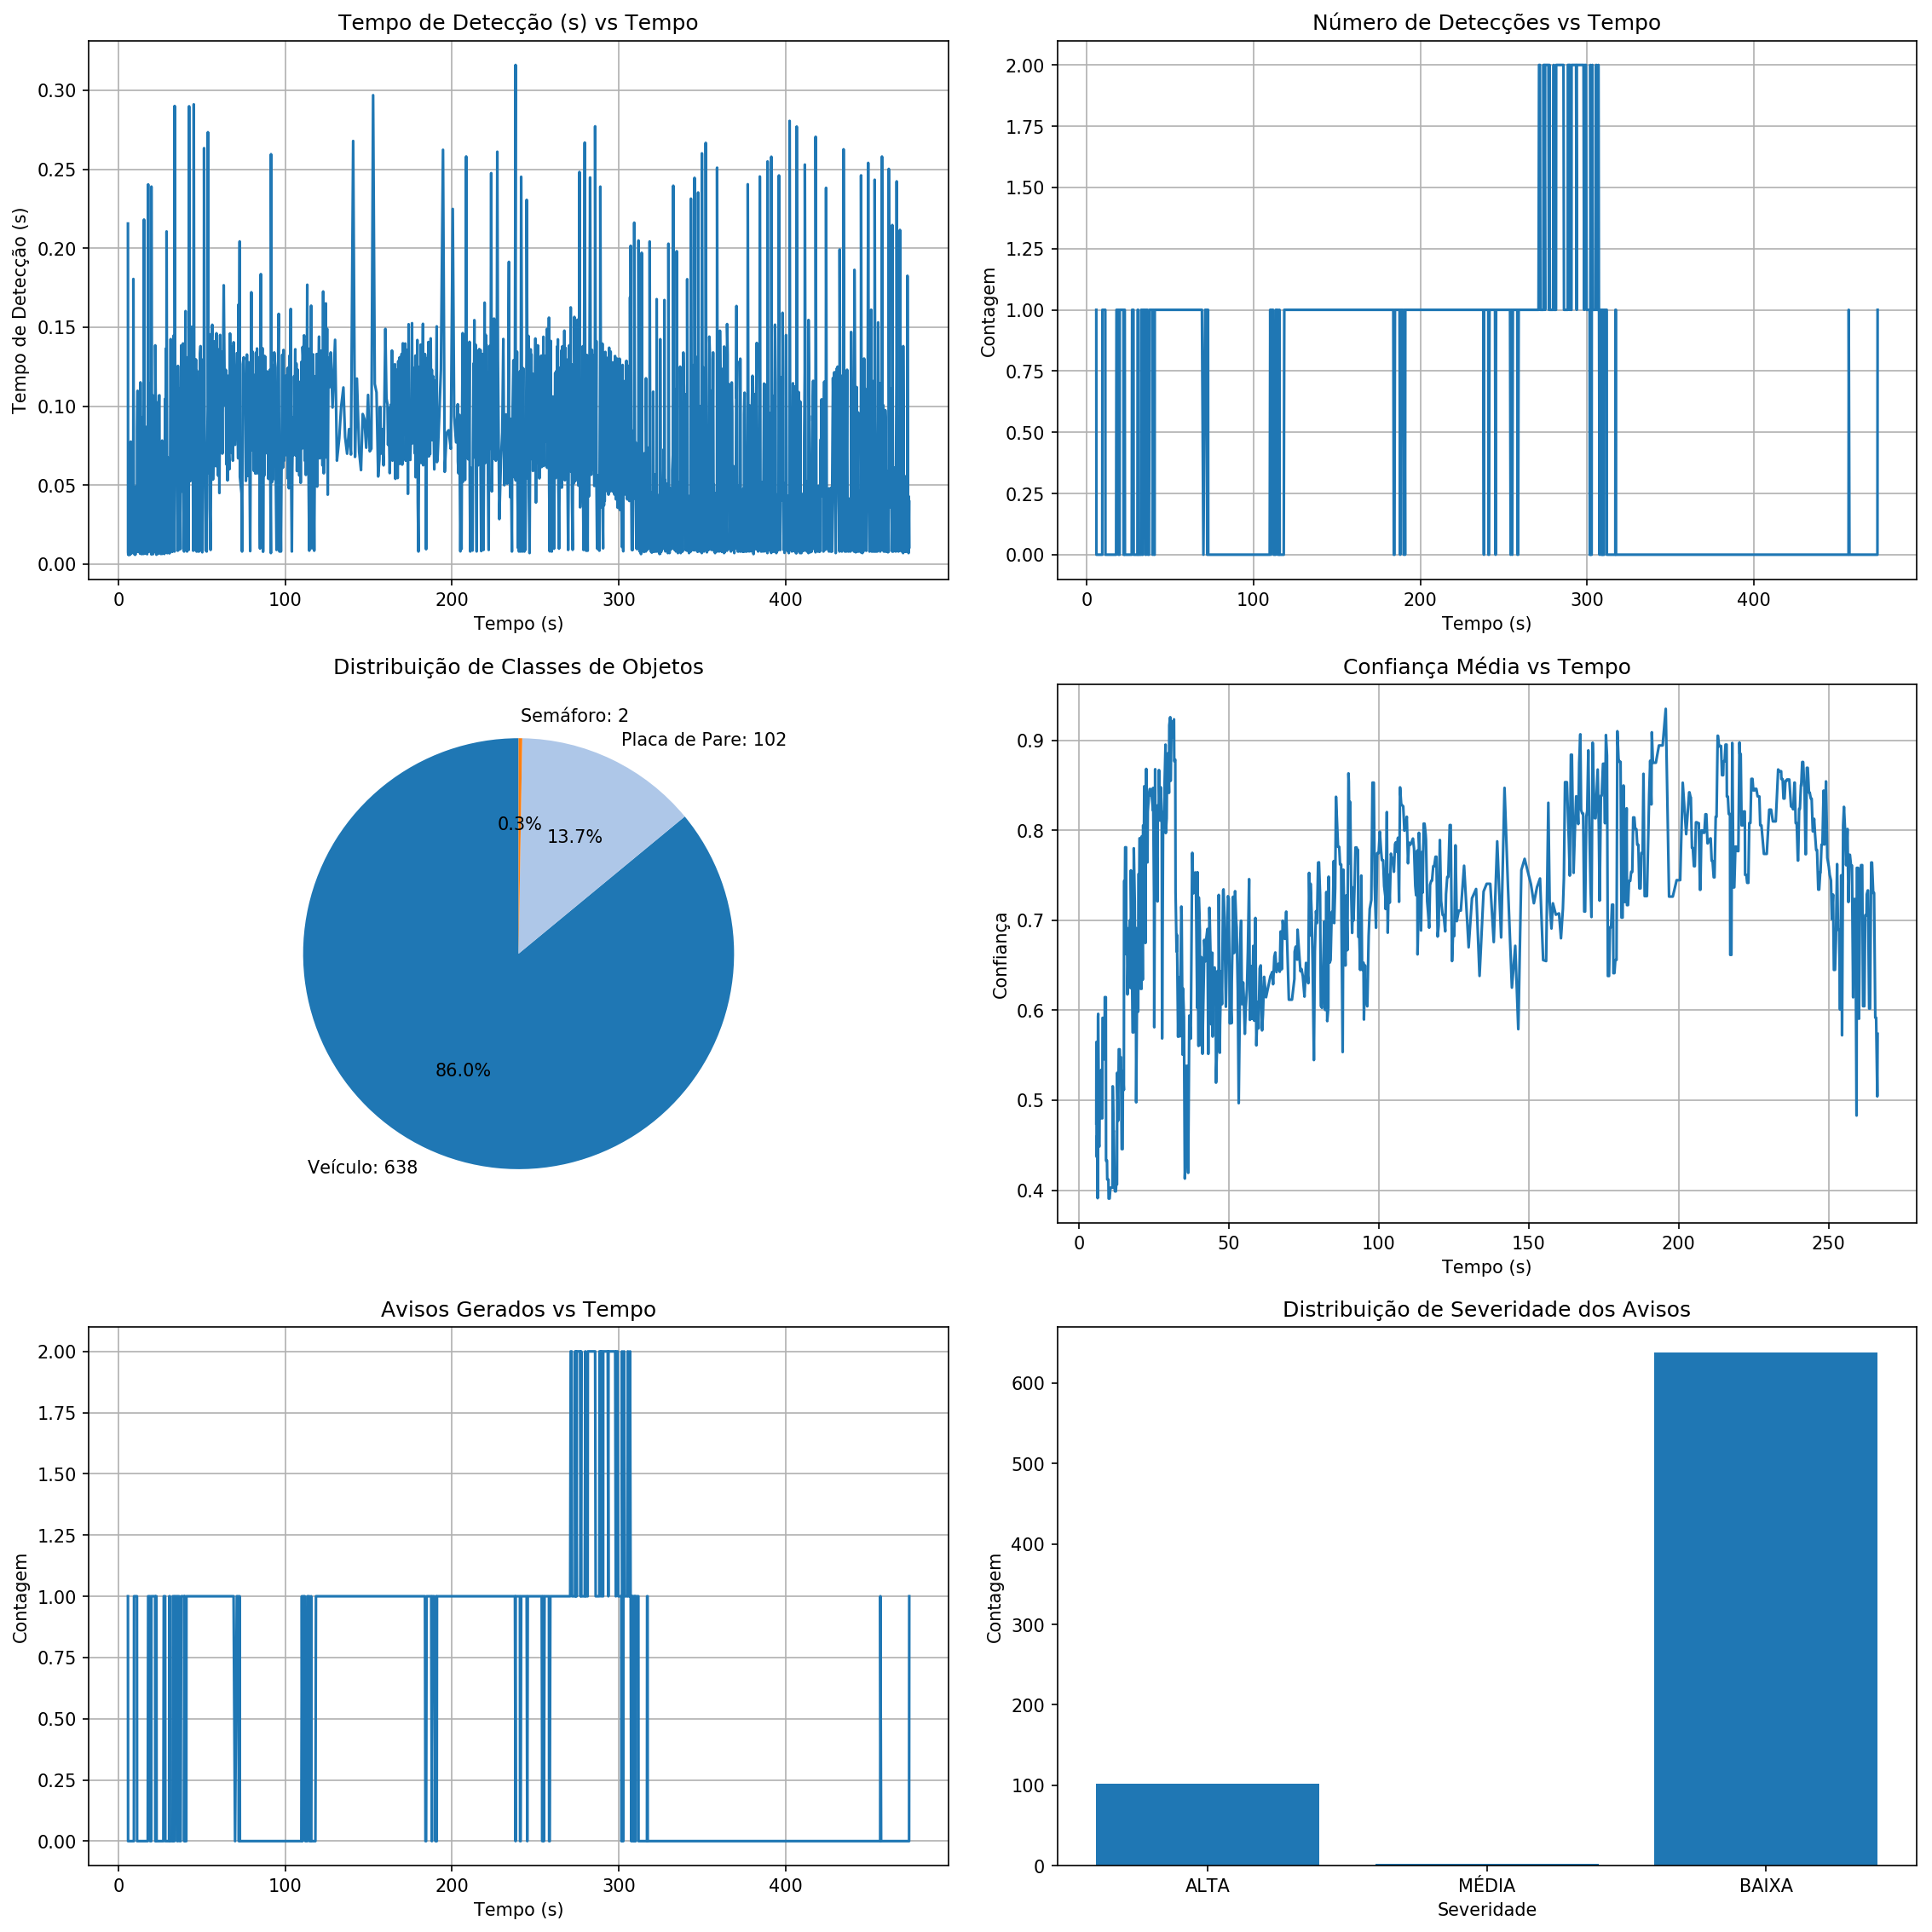 Tempo de Detecção (s) vs Tempo
Tempo de Detecção (s)
0.30
0.25
0.20
0.15
0.10
0.05
0.00
0 100 200 300 400
Tempo (s)
Número de Detecções vs Tempo
Contagem
2.00
1.75
1.50
1.25
1.00
0.75
0.50
0.25
0.00
0 100 200 300 400
Tempo (s)
Distribuição de Classes de Objetos
Semáforo: 2
Placa de Pare: 102
0.3%
13.7%
86.0%
Veículo: 638
Confiança Média vs Tempo
Confiança
0.9
0.8
0.7
0.6
0.5
0.4
0 50 100 150 200 250
Tempo (s)
Avisos Gerados vs Tempo
Contagem
2.00
1.75
1.50
1.25
1.00
0.75
0.50
0.25
0.00
0 100 200 300 400
Tempo (s)
Distribuição de Severidade dos Avisos
Contagem
600
500
400
300
200
100
0
ALTA MÉDIA BAIXA
Severidade